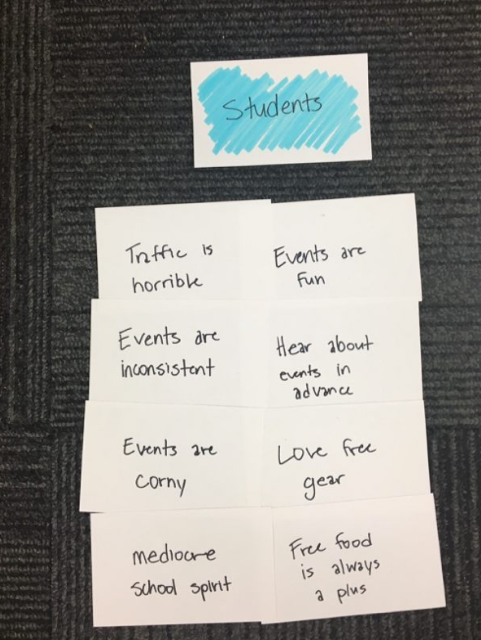 Students
Traffic is
horrible
Events are
fun
Events are
inconsistent
Hear about
events in
advance
Events are
corny
Love free
gear
mediocre
school spirit
Free food
is always
a plus